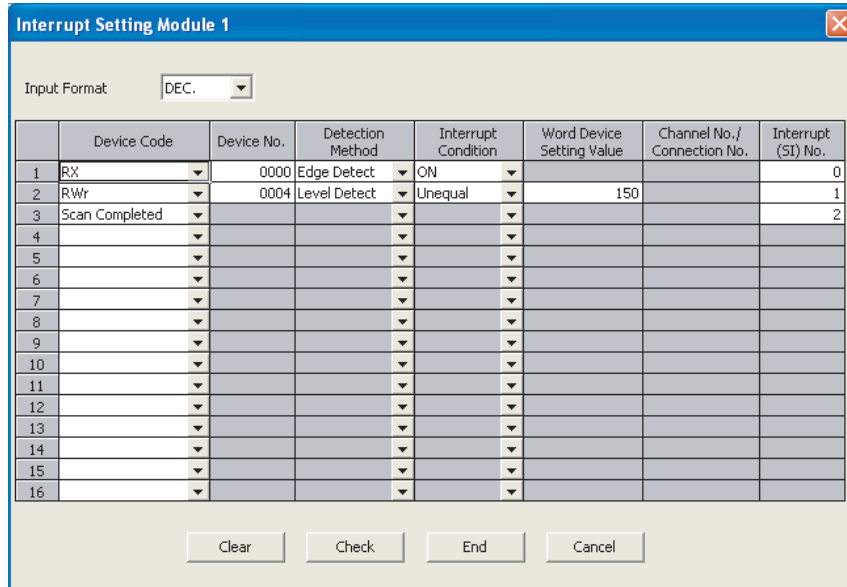 Interrupt Setting Module 1
Input Format DEC.
Device Code Device No. Detection Method Interrupt Condition Word Device Setting Value Channel No./ Connection No. Interrupt (SI) No.
1 RX 0000 Edge Detect ON 0
2 RWr 0004 Level Detect Unequal 150 1
3 Scan Completed 2
4
5
6
7
8
9
10
11
12
13
14
15
16
Clear Check End Cancel